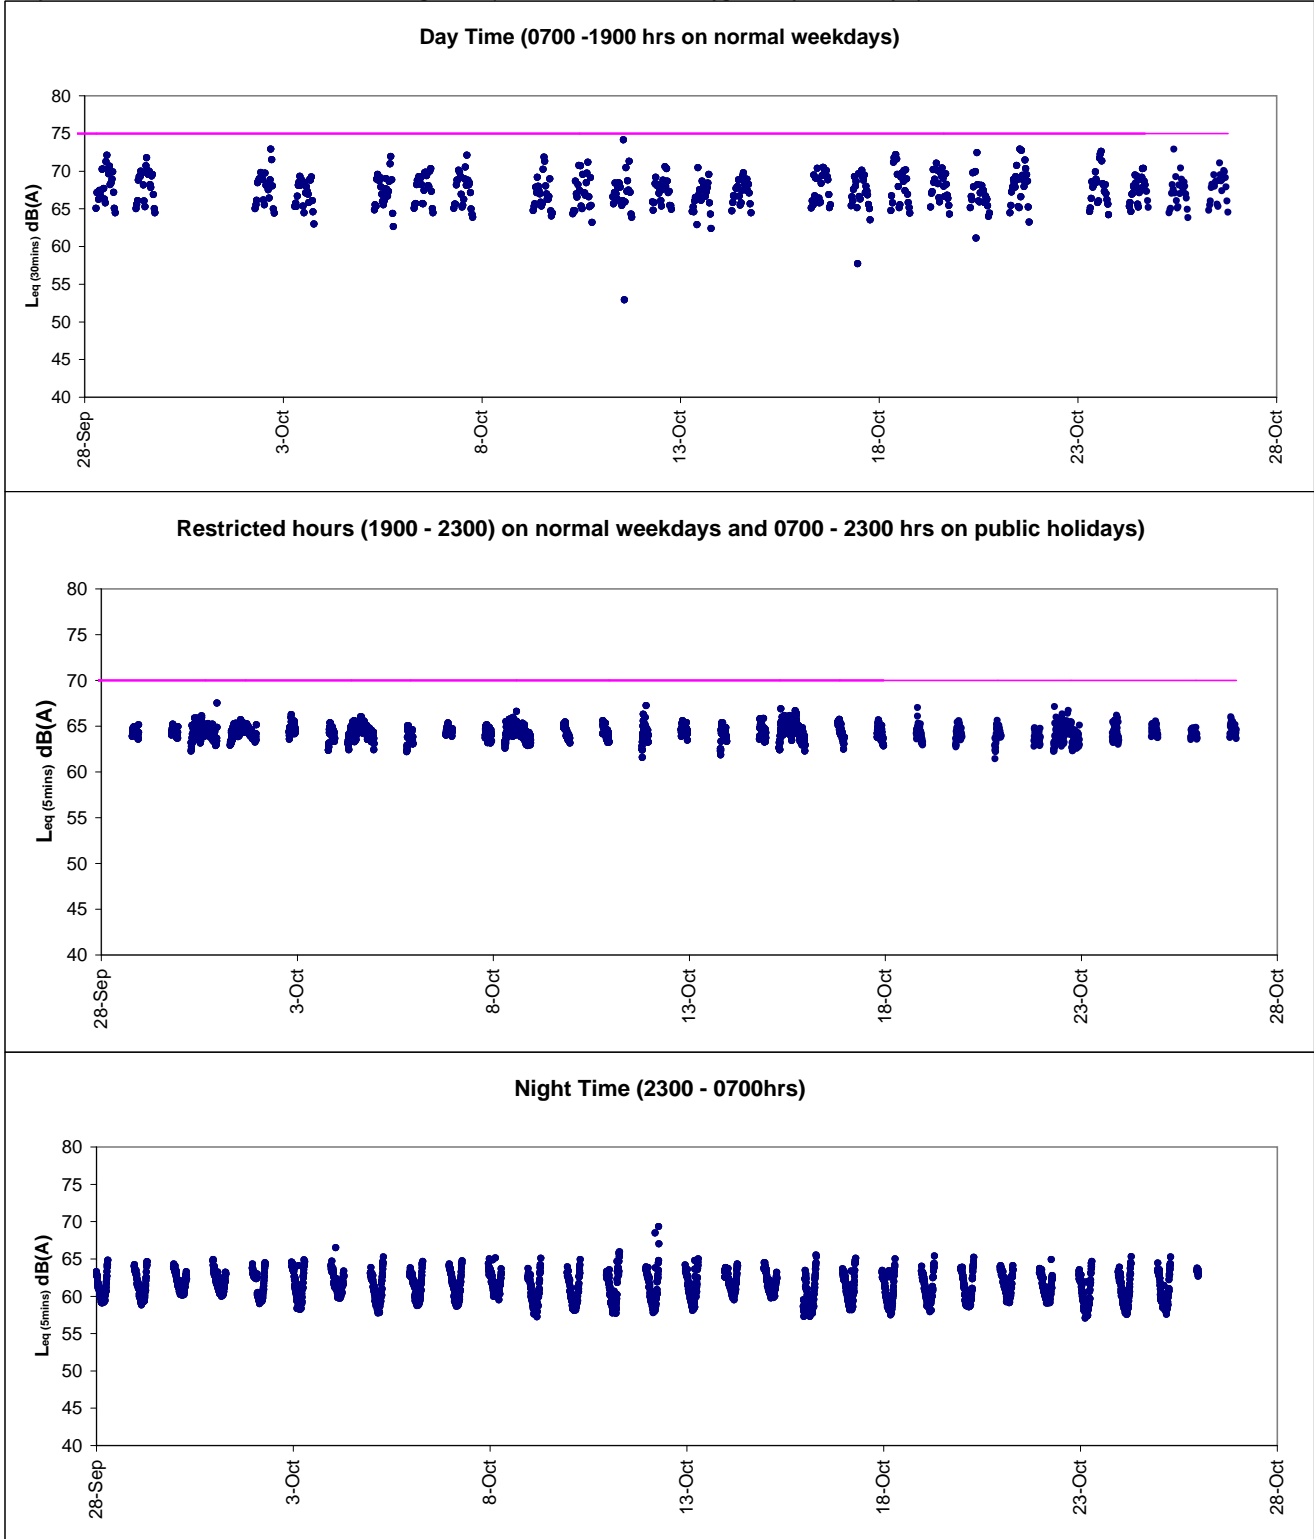 Day Time (0700 -1900 hrs on normal weekdays)
80
75
70
65
60
55
50
45
40
Leq (30mins) dB(A)
28-Sep
3-Oct
8-Oct
13-Oct
18-Oct
23-Oct
28-Oct
Restricted hours (1900 - 2300) on normal weekdays and 0700 - 2300 hrs on public holidays)
80
75
70
65
60
55
50
45
40
Leq (5mins) dB(A)
28-Sep
3-Oct
8-Oct
13-Oct
18-Oct
23-Oct
28-Oct
Night Time (2300 - 0700hrs)
80
75
70
65
60
55
50
45
40
Leq (5mins) dB(A)
28-Sep
3-Oct
8-Oct
13-Oct
18-Oct
23-Oct
28-Oct